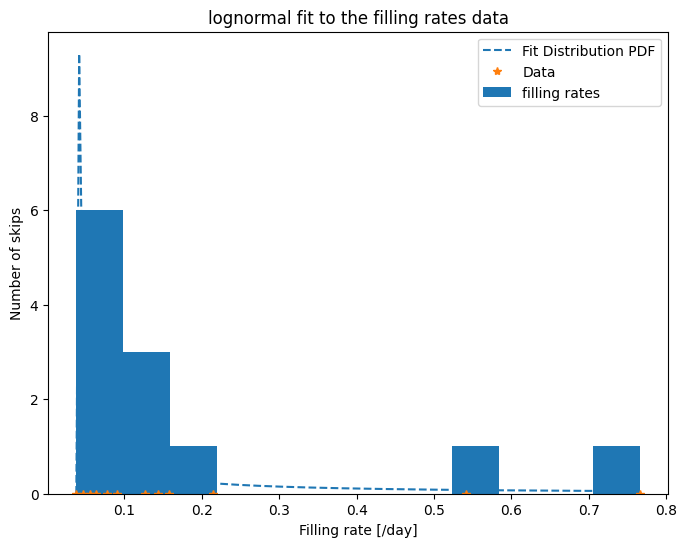 lognormal fit to the filling rates data
Fit Distribution PDF
Data
filling rates
Number of skips
8
6
4
2
0
0.1 0.2 0.3 0.4 0.5 0.6 0.7 0.8
Filling rate [/day]